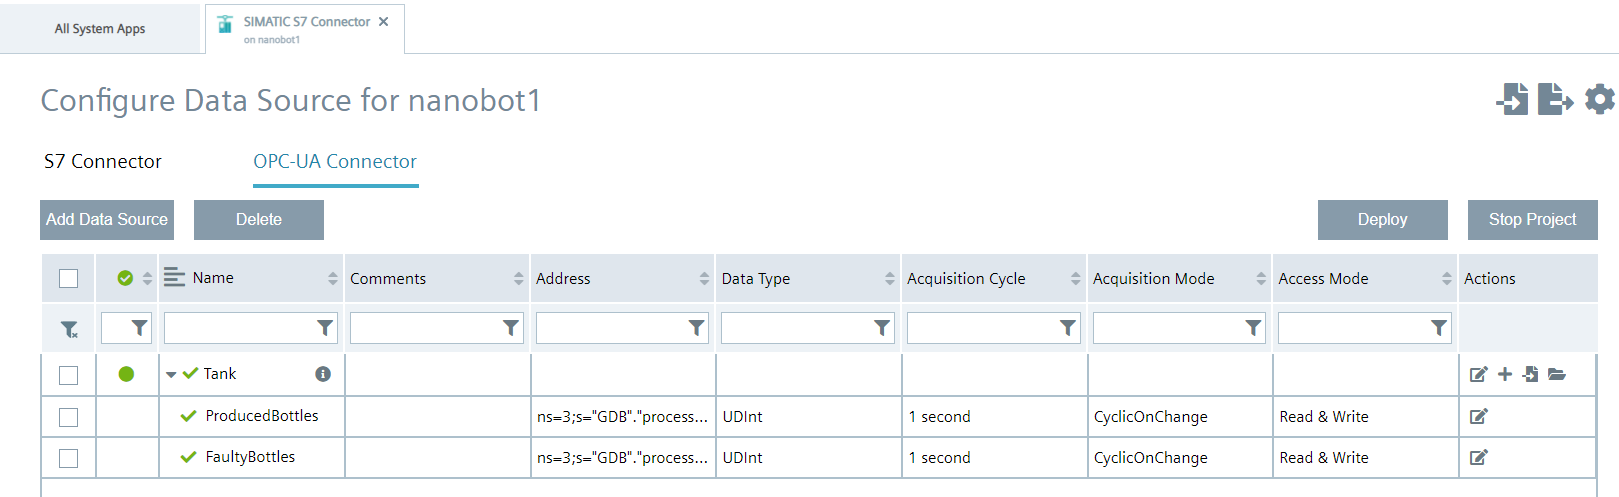 All System Apps
SIMATIC S7 Connector
on nanobot1
Configure Data Source for nanobot1
S7 Connector
OPC-UA Connector
Add Data Source
Delete
Deploy
Stop Project
Name
Comments
Address
Data Type
Acquisition Cycle
Acquisition Mode
Access Mode
Actions
Tank
ProducedBottles
ns=3;s="GDB"."process...
UDInt
1 second
CyclicOnChange
Read & Write
FaultyBottles
ns=3;s="GDB"."process...
UDInt
1 second
CyclicOnChange
Read & Write